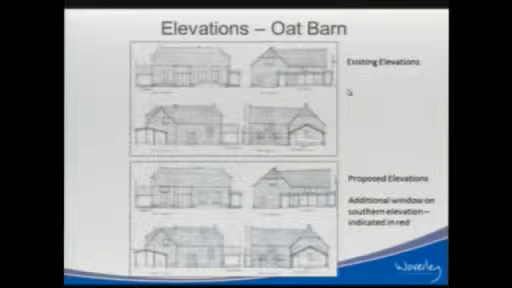 Elevations – Oat Barn
Existing Elevations
Proposed Elevations
Additional window on
southern elevation –
indicated in red
Waverley